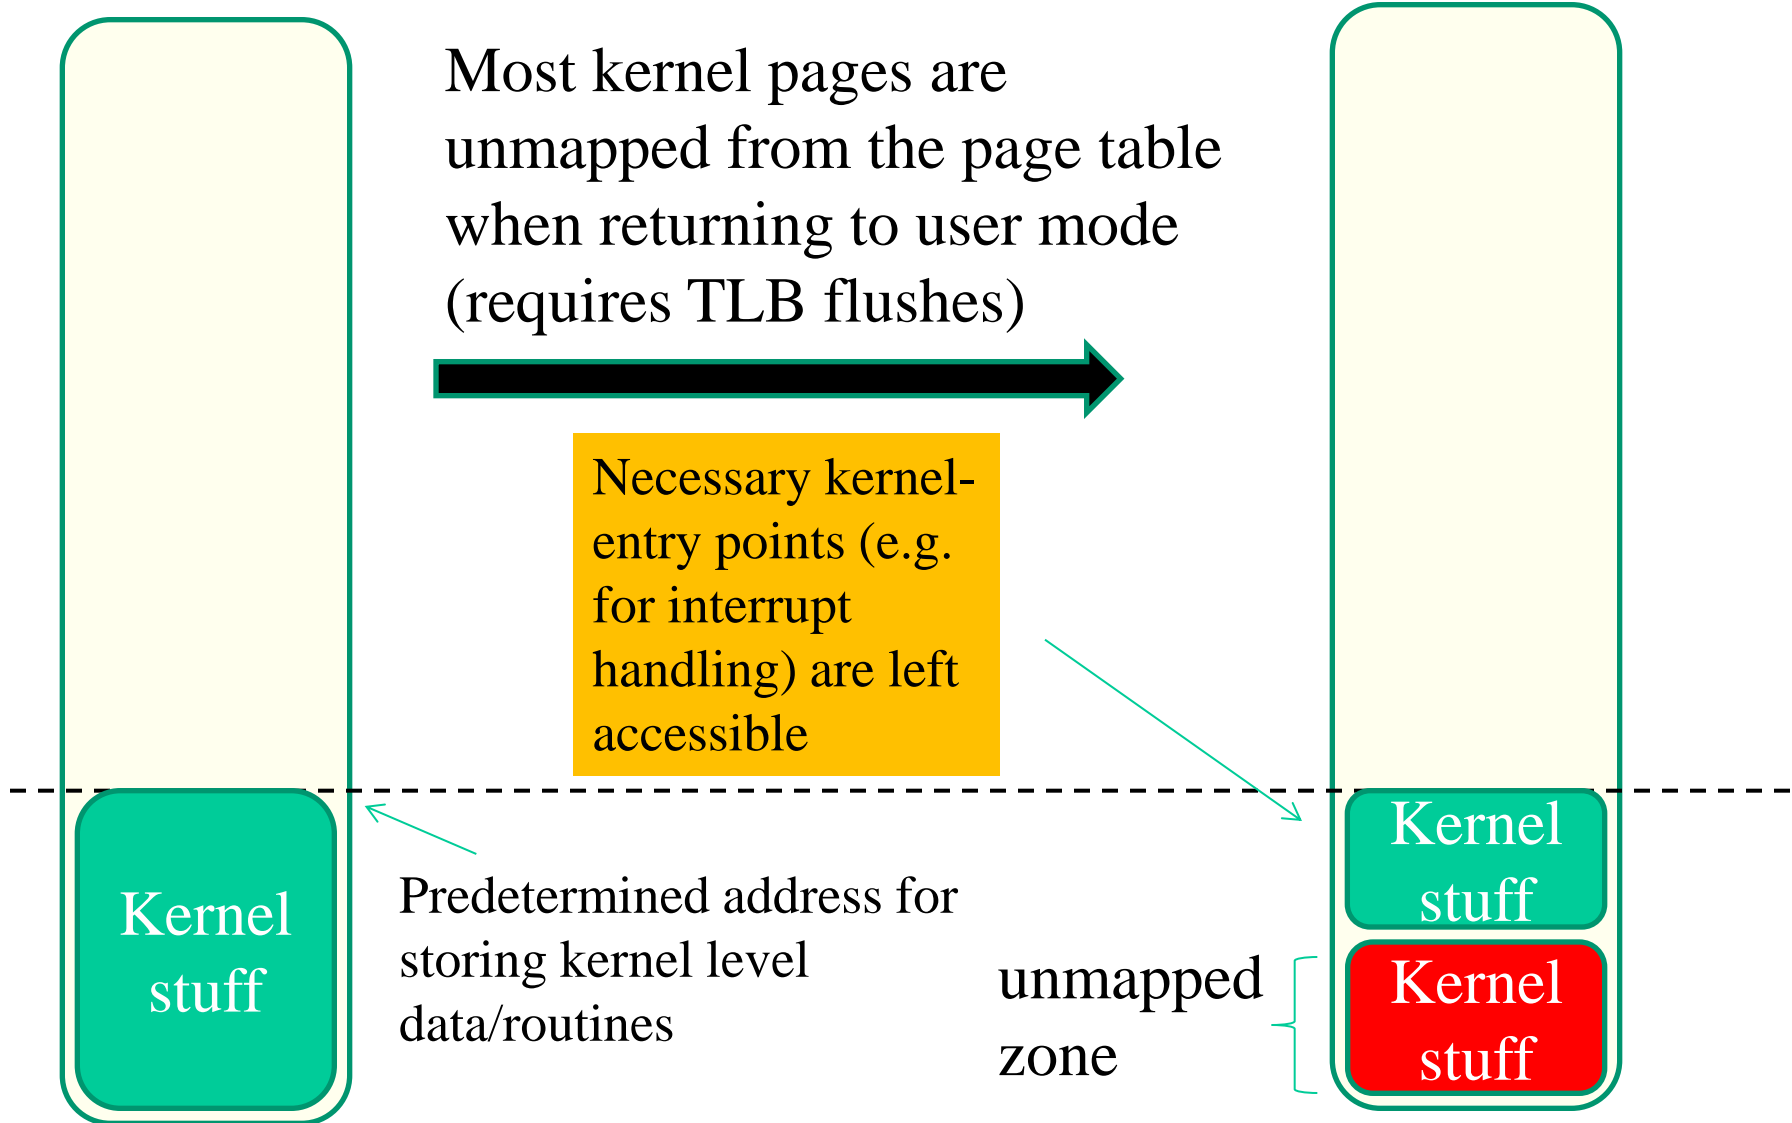 Most kernel pages are
unmapped from the page table
when returning to user mode
(requires TLB flushes)
Necessary kernel-
entry points (e.g.
for interrupt
handling) are left
accessible
Kernel
stuff
Predetermined address for
storing kernel level
data/routines
unmapped
zone
Kernel
stuff
Kernel
stuff